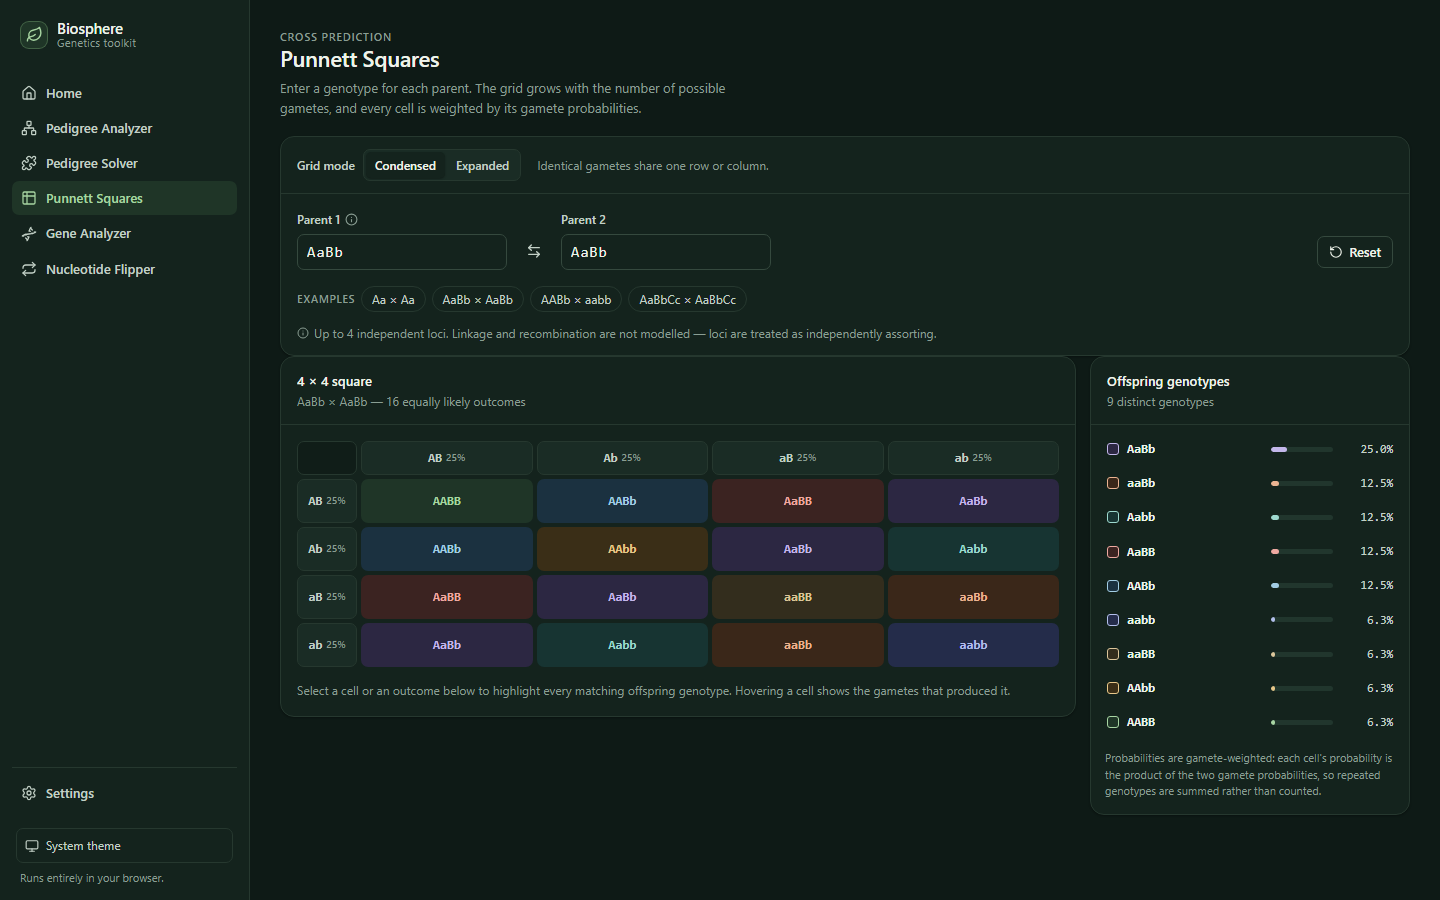 Biosphere
Genetics toolkit
Home
Pedigree Analyzer
Pedigree Solver
Punnett Squares
Gene Analyzer
Nucleotide Flipper
Settings
System theme
Runs entirely in your browser.
CROSS PREDICTION
Punnett Squares
Enter a genotype for each parent. The grid grows with the number of possible
gametes, and every cell is weighted by its gamete probabilities.
Grid mode Condensed Expanded Identical gametes share one row or column.
Parent 1 Parent 2
AaBb AaBb Reset
EXAMPLES Aa × Aa AaBb × AaBb AABb × aabb AaBbCc × AaBbCc
Up to 4 independent loci. Linkage and recombination are not modelled — loci are treated as independently assorting.
4 × 4 square
AaBb × AaBb — 16 equally likely outcomes
AB 25% Ab 25% aB 25% ab 25%
AB 25% AABB AABb AaBB AaBb
Ab 25% AABb AAbb AaBb Aabb
aB 25% AaBB AaBb aaBB aaBb
ab 25% AaBb Aabb aaBb aabb
Select a cell or an outcome below to highlight every matching offspring genotype. Hovering a cell shows the gametes that produced it.
Offspring genotypes
9 distinct genotypes
AaBb 25.0%
aaBb 12.5%
Aabb 12.5%
AaBB 12.5%
AABb 12.5%
aabb 6.3%
aaBB 6.3%
AAbb 6.3%
AABB 6.3%
Probabilities are gamete-weighted: each cell's probability is
the product of the two gamete probabilities, so repeated
genotypes are summed rather than counted.